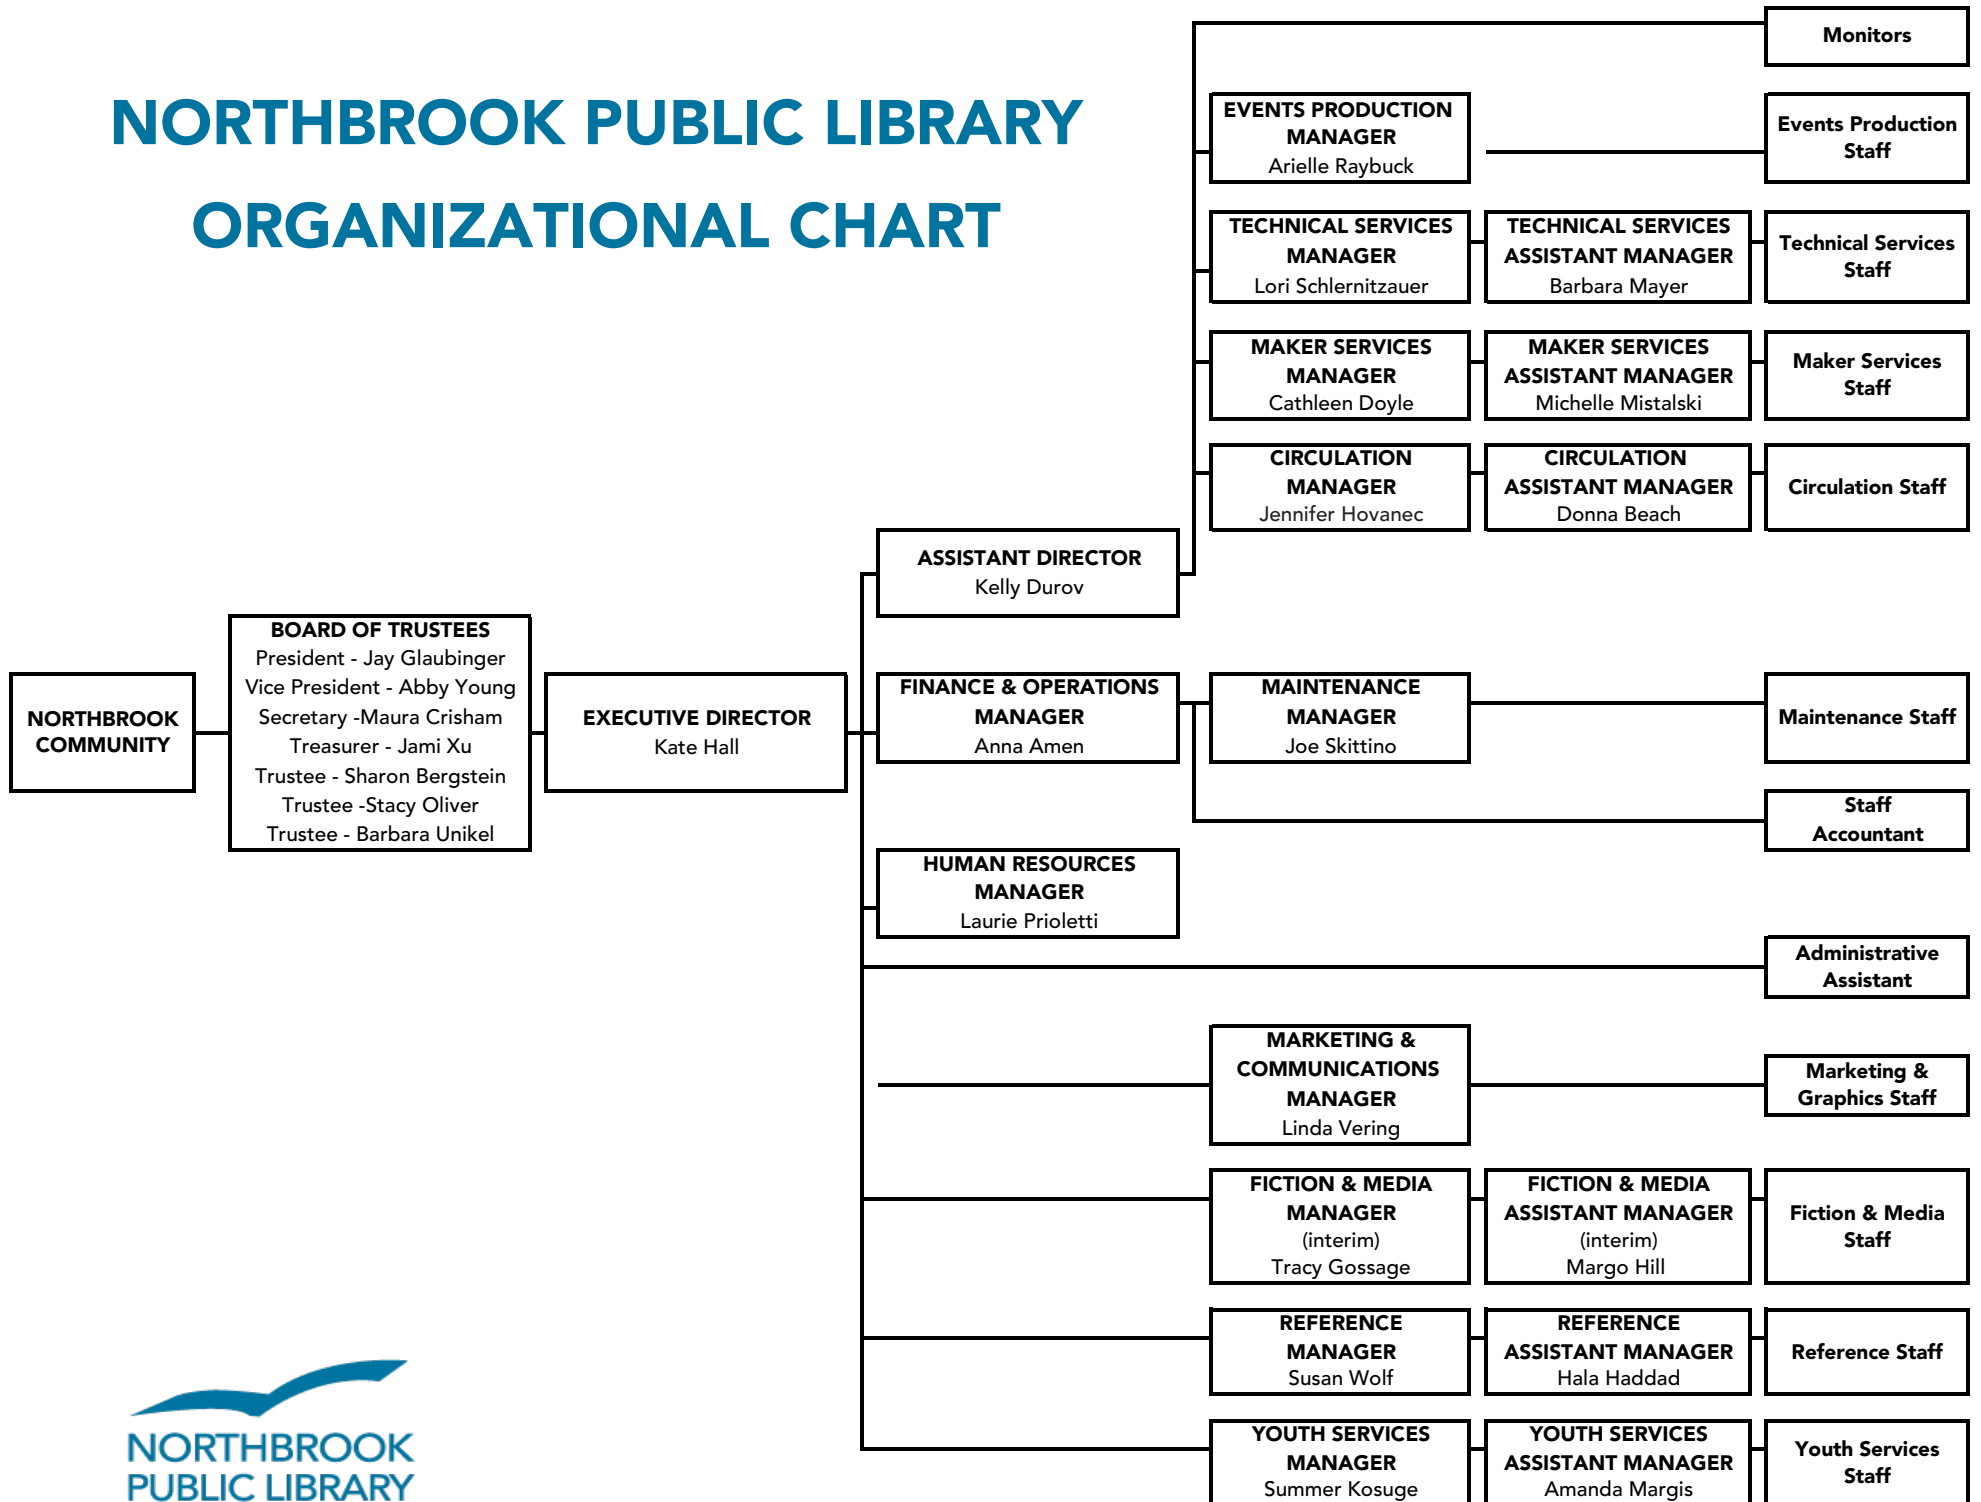 NORTHBROOK PUBLIC LIBRARY
ORGANIZATIONAL CHART
Monitors
EVENTS PRODUCTION
MANAGER
Arielle Raybuck
Events Production
Staff
TECHNICAL SERVICES
MANAGER
Lori Schlernitzauer
TECHNICAL SERVICES
ASSISTANT MANAGER
Barbara Mayer
Technical Services
Staff
MAKER SERVICES
MANAGER
Cathleen Doyle
MAKER SERVICES
ASSISTANT MANAGER
Michelle Mistalski
Maker Services
Staff
CIRCULATION
MANAGER
Jennifer Hovanec
CIRCULATION
ASSISTANT MANAGER
Donna Beach
Circulation Staff
ASSISTANT DIRECTOR
Kelly Durov
NORTHBROOK
COMMUNITY
BOARD OF TRUSTEES
President - Jay Glaubinger
Vice President - Abby Young
Secretary -Maura Crisham
Treasurer - Jami Xu
Trustee - Sharon Bergstein
Trustee -Stacy Oliver
Trustee - Barbara Unikel
EXECUTIVE DIRECTOR
Kate Hall
FINANCE & OPERATIONS
MANAGER
Anna Amen
MAINTENANCE
MANAGER
Joe Skittino
Maintenance Staff
Staff
Accountant
HUMAN RESOURCES
MANAGER
Laurie Prioletti
Administrative
Assistant
MARKETING &
COMMUNICATIONS
MANAGER
Linda Vering
Marketing &
Graphics Staff
FICTION & MEDIA
MANAGER
(interim)
Tracy Gossage
FICTION & MEDIA
ASSISTANT MANAGER
(interim)
Margo Hill
Fiction & Media
Staff
REFERENCE
MANAGER
Susan Wolf
REFERENCE
ASSISTANT MANAGER
Hala Haddad
Reference Staff
YOUTH SERVICES
MANAGER
Summer Kosuge
YOUTH SERVICES
ASSISTANT MANAGER
Amanda Margis
Youth Services
Staff
NORTHBROOK
PUBLIC LIBRARY